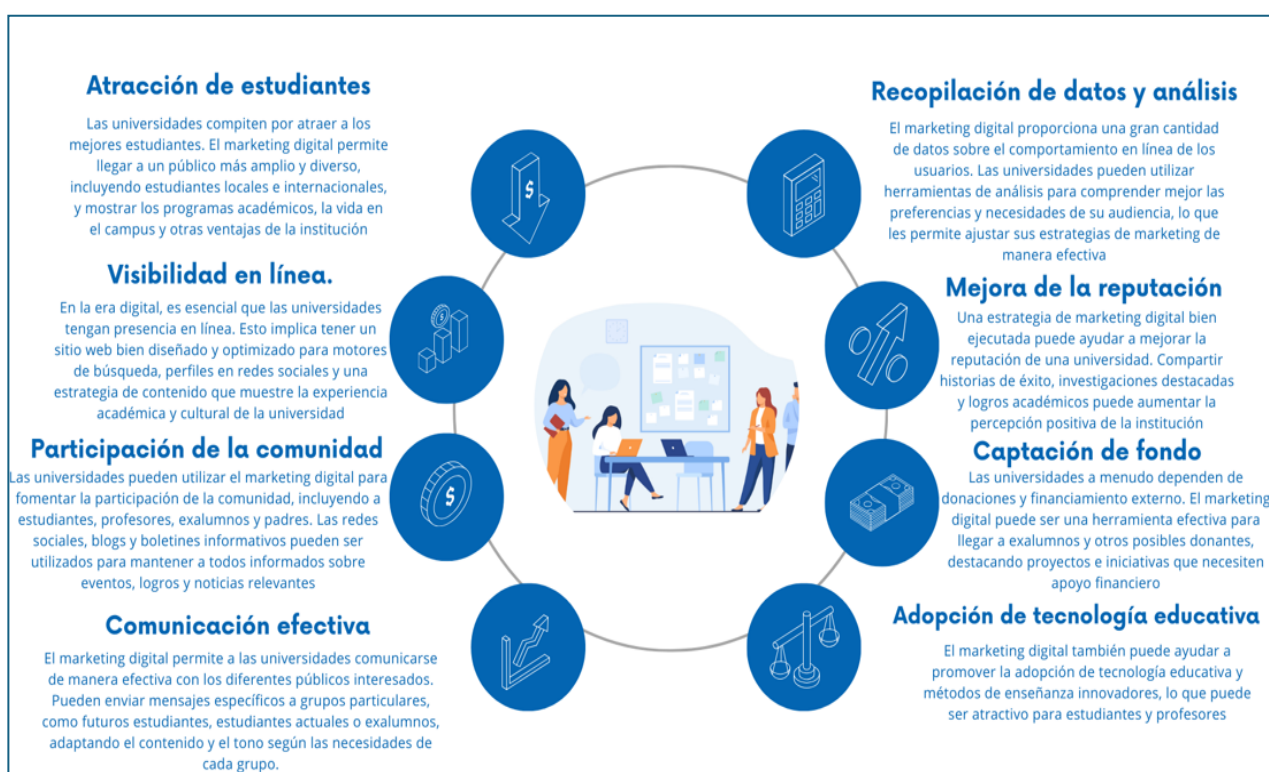 Atracción de estudiantes
Las universidades compiten por atraer a los
mejores estudiantes. El marketing digital permite
llegar a un público más amplio y diverso,
incluyendo estudiantes locales e internacionales,
y mostrar los programas académicos, la vida en
el campus y otras ventajas de la institución
Visibilidad en línea.
En la era digital, es esencial que las universidades
tengan presencia en línea. Esto implica tener un
sitio web bien diseñado y optimizado para motores
de búsqueda, perfiles en redes sociales y una
estrategia de contenido que muestre la experiencia
académica y cultural de la universidad
Participación de la comunidad
Las universidades pueden utilizar el marketing digital para
fomentar la participación de la comunidad, incluyendo a
estudiantes, profesores, exalumnos y padres. Las redes
sociales, blogs y boletines informativos pueden ser
utilizados para mantener a todos informados sobre
eventos, logros y noticias relevantes
Comunicación efectiva
El marketing digital permite a las universidades comunicarse
de manera efectiva con los diferentes públicos interesados.
Pueden enviar mensajes específicos a grupos particulares,
como futuros estudiantes, estudiantes actuales o exalumnos,
adaptando el contenido y el tono según las necesidades de
cada grupo.
Recopilación de datos y análisis
El marketing digital proporciona una gran cantidad
de datos sobre el comportamiento en línea de los
usuarios. Las universidades pueden utilizar
herramientas de análisis para comprender mejor las
preferencias y necesidades de su audiencia, lo que
les permite ajustar sus estrategias de marketing de
manera efectiva
Mejora de la reputación
Una estrategia de marketing digital bien
ejecutada puede ayudar a mejorar la
reputación de una universidad. Compartir
historias de éxito, investigaciones destacadas
y logros académicos puede aumentar la
percepción positiva de la institución
Captación de fondo
Las universidades a menudo dependen de
donaciones y financiamiento externo. El marketing
digital puede ser una herramienta efectiva para
llegar a exalumnos y otros posibles donantes,
destacando proyectos e iniciativas que necesiten
apoyo financiero
Adopción de tecnología educativa
El marketing digital también puede ayudar a
promover la adopción de tecnología educativa y
métodos de enseñanza innovadores, lo que puede
ser atractivo para estudiantes y profesores
$
$